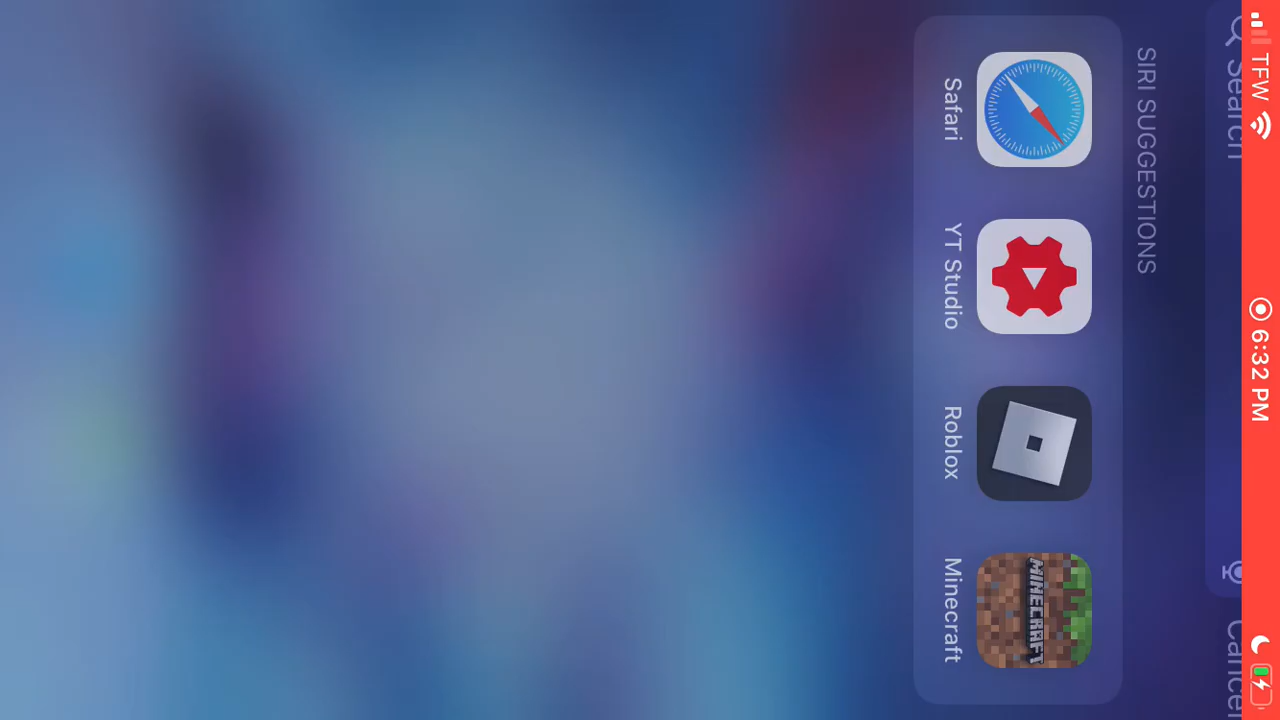 TFW 6:32 PM
Search Cancel
SIRI SUGGESTIONS
MINECRAFT
Safari YT Studio Roblox Minecraft